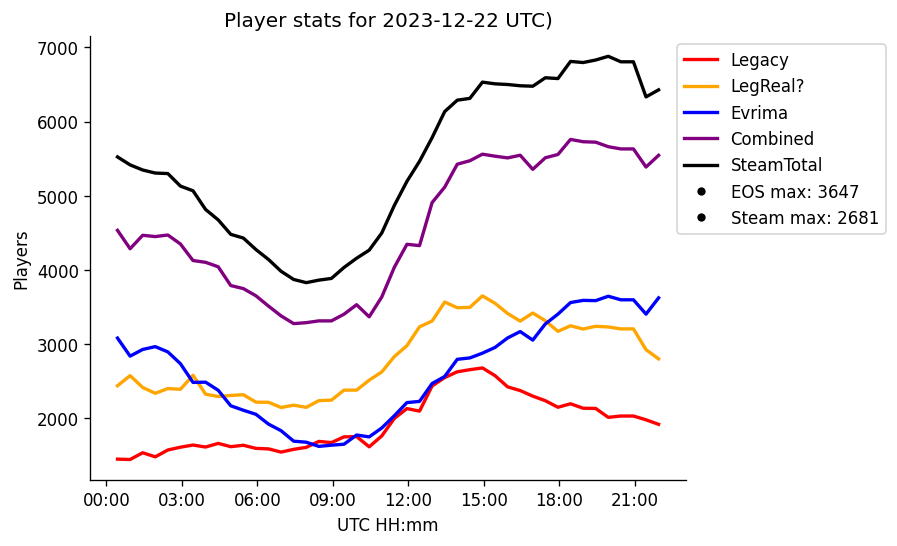 Player stats for 2023-12-22 UTC)
7000
6000
5000
4000
3000
2000
Players
00:00 03:00 06:00 09:00 12:00 15:00 18:00 21:00
UTC HH:mm
Legacy
LegReal?
Evrima
Combined
SteamTotal
EOS max: 3647
Steam max: 2681